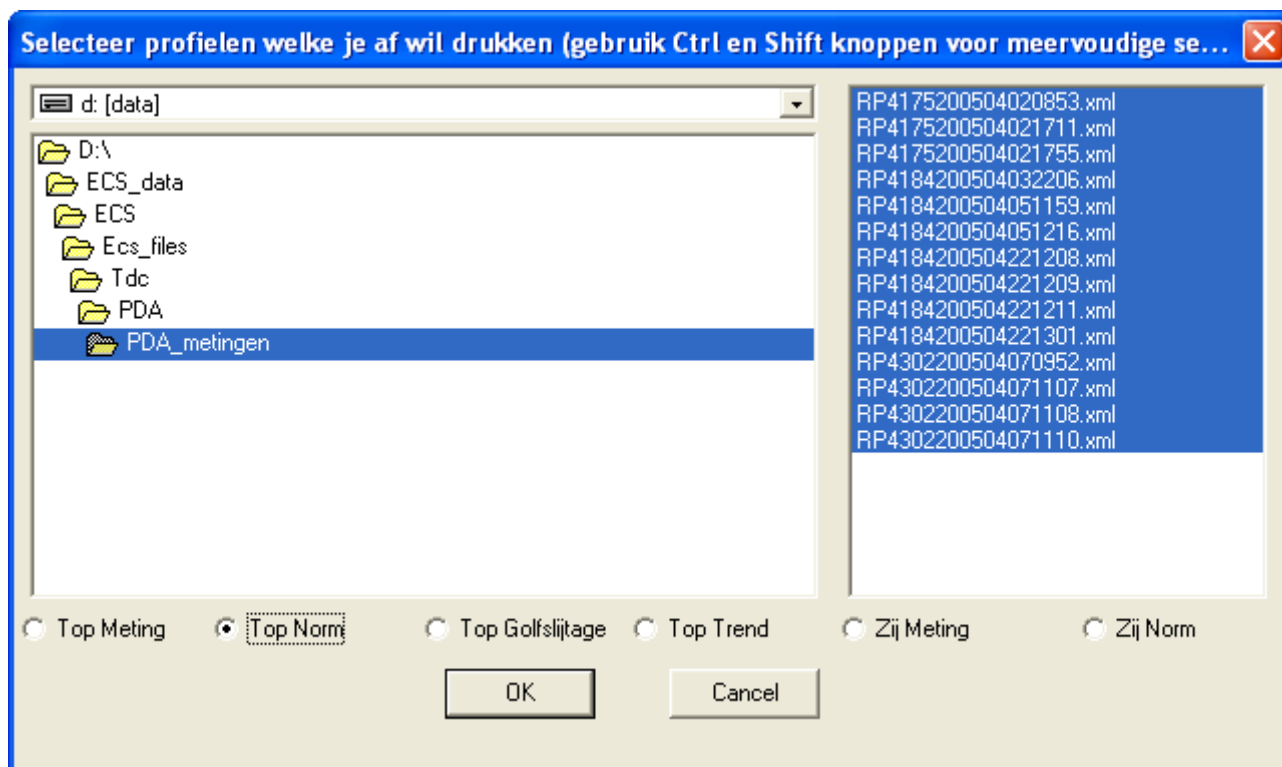 Selecteer profielen welke je af wil drukken (gebruik Ctrl en Shift knoppen voor meervoudige se...
d: [data]
D:\
ECS_data
ECS
Ecs_files
Tdc
PDA
PDA_metingen
RP4175200504020853.xml
RP4175200504021711.xml
RP4175200504021755.xml
RP4184200504032206.xml
RP4184200504051159.xml
RP4184200504051216.xml
RP4184200504221208.xml
RP4184200504221209.xml
RP4184200504221211.xml
RP4184200504221301.xml
RP4302200504070952.xml
RP4302200504071107.xml
RP4302200504071108.xml
RP4302200504071110.xml
Top Meting Top Norm Top Golfslijtage Top Trend Zij Meting Zij Norm
OK Cancel